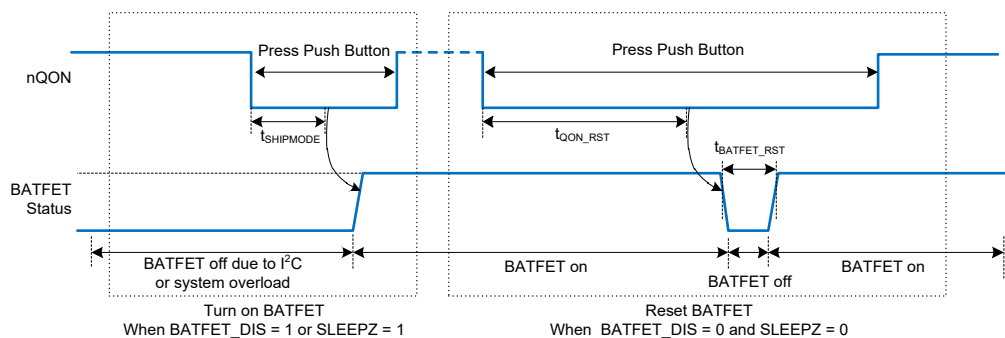 Press Push Button
Press Push Button
nQON
tSHIPMODE
tQON_RST
tBATFET_RST
BATFET
Status
BATFET off due to I²C
or system overload
BATFET on
BATFET off
BATFET on
Turn on BATFET
When BATFET_DIS = 1 or SLEEPZ = 1
Reset BATFET
When BATFET_DIS = 0 and SLEEPZ = 0